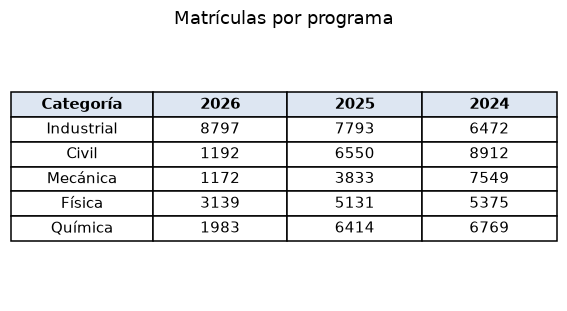 Matrículas por programa
Categoría 2026 2025 2024
Industrial 8797 7793 6472
Civil 1192 6550 8912
Mecánica 1172 3833 7549
Física 3139 5131 5375
Química 1983 6414 6769